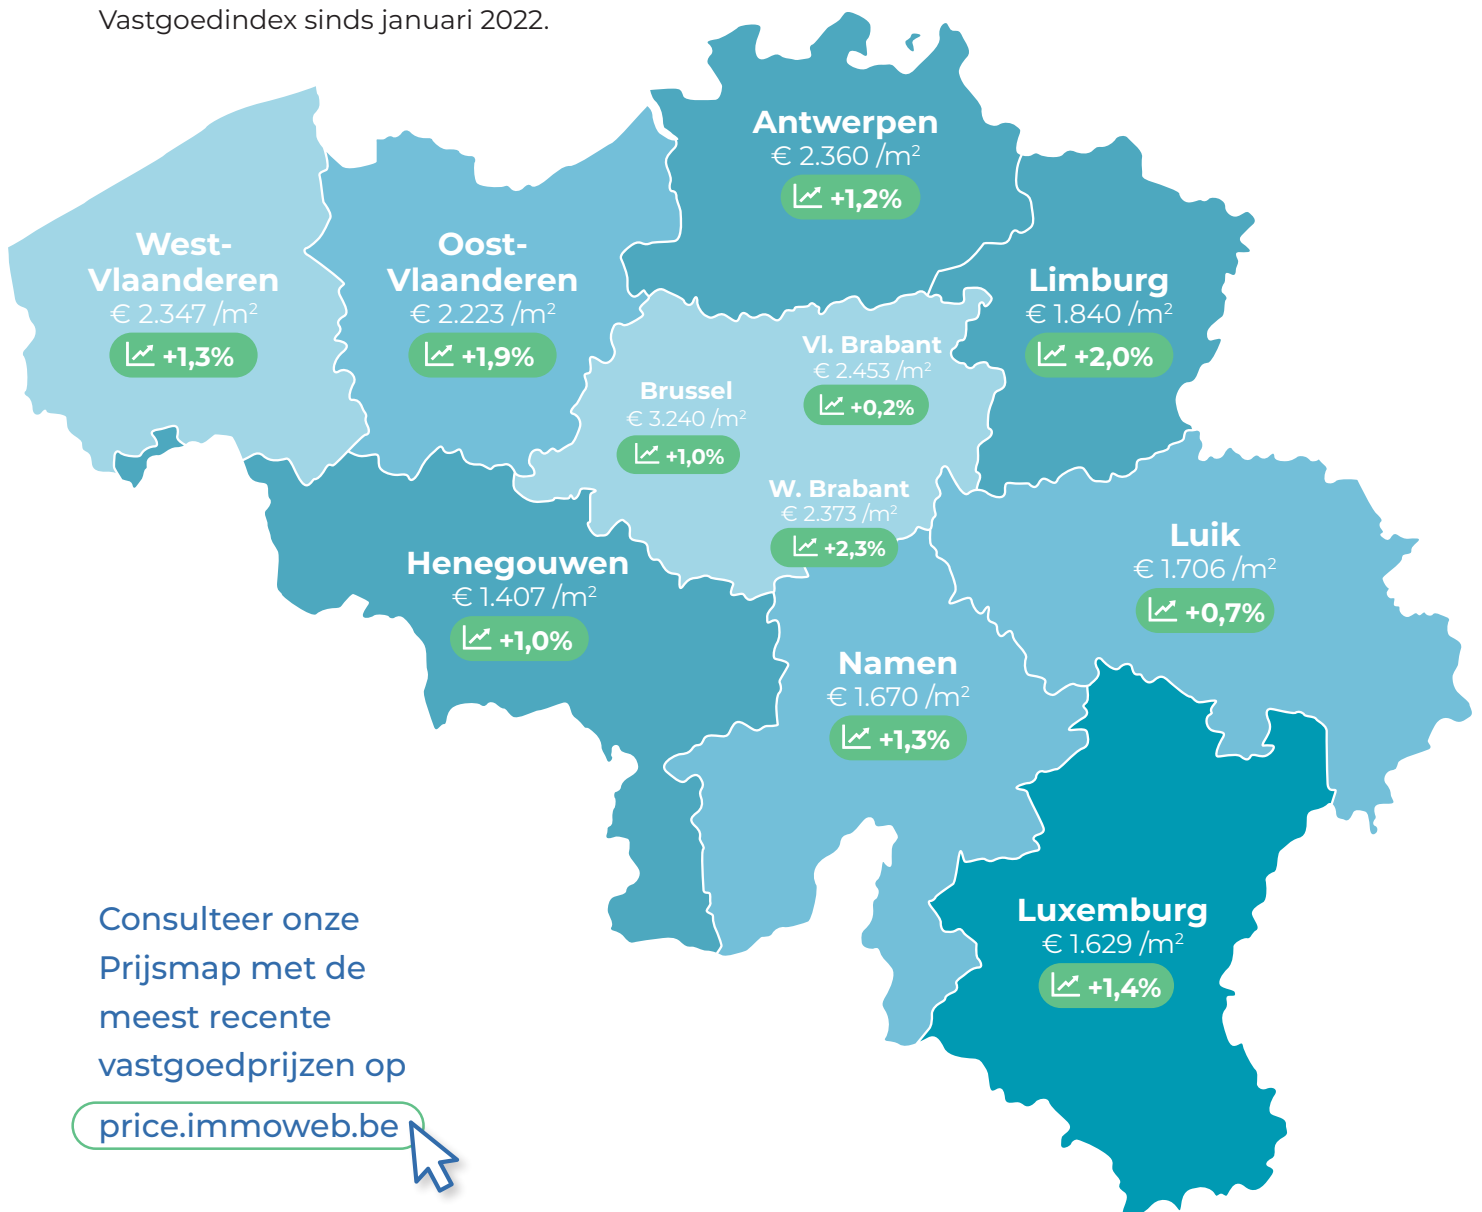 Vastgoedindex sinds januari 2022.
Antwerpen
€ 2.360 /m²
+1,2%
West-
Vlaanderen
€ 2.347 /m²
+1,3%
Oost-
Vlaanderen
€ 2.223 /m²
+1,9%
Limburg
€ 1.840 /m²
+2,0%
Vl. Brabant
€ 2.453 /m²
+0,2%
Brussel
€ 3.240 /m²
+1,0%
W. Brabant
€ 2.373 /m²
+2,3%
Henegouwen
€ 1.407 /m²
+1,0%
Luik
€ 1.706 /m²
+0,7%
Namen
€ 1.670 /m²
+1,3%
Luxemburg
€ 1.629 /m²
+1,4%
Consulteer onze
Prijsmap met de
meest recente
vastgoedprijzen op
price.immoweb.be